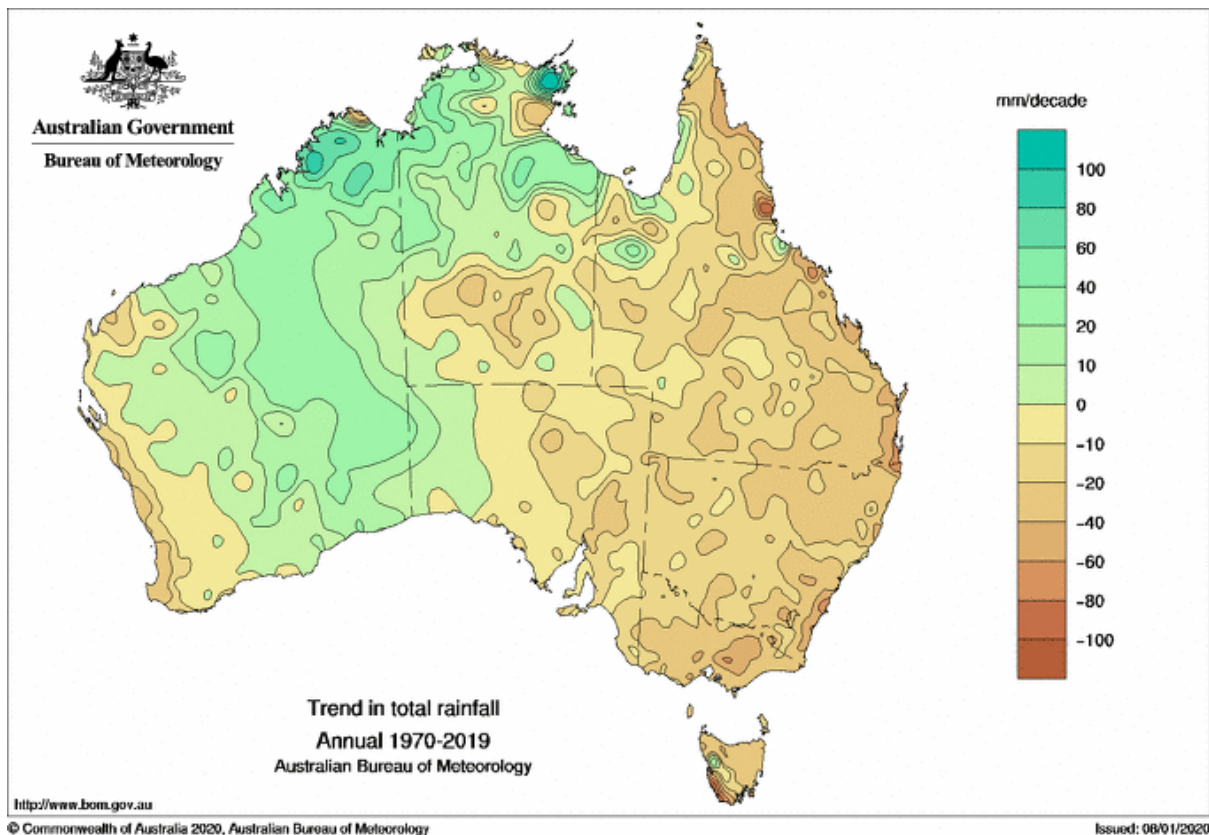 Australian Government
Bureau of Meteorology
mm/decade
100
80
60
40
20
10
0
-10
-20
-40
-60
-80
-100
Trend in total rainfall
Annual 1970-2019
Australian Bureau of Meteorology
http://www.bom.gov.au
© Commonwealth of Australia 2020, Australian Bureau of Meteorology
Issued: 08/01/2020